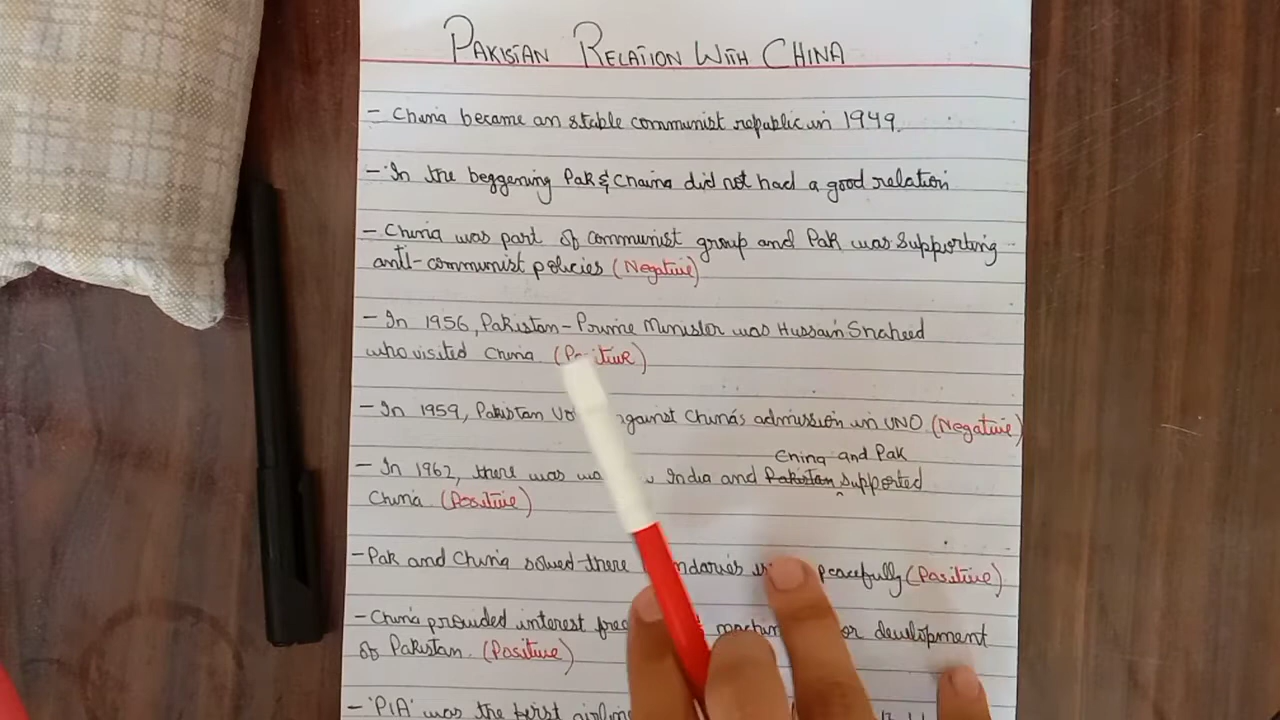 PAKISTAN RELATION WITH CHINA
- China became an stable communist republic in 1949.
- In the beggening Pak & Chaina did not had a good relation
- China was part of communist group and Pak was Supporting
anti-communist policies (Negative)
- In 1956, Pakistan-Prime Minister was Hussain Shaheed
who visited China (Positive)
- In 1959, Pakistan against China's admission in UNO (Negative)
China and Pak
- In 1962, there was India and Pakistan supported
China (Positive)
- Pak and China solved there peacefully (Positive)
- China provided interest free development
of Pakistan. (Positive)
- 'PIA' was the first